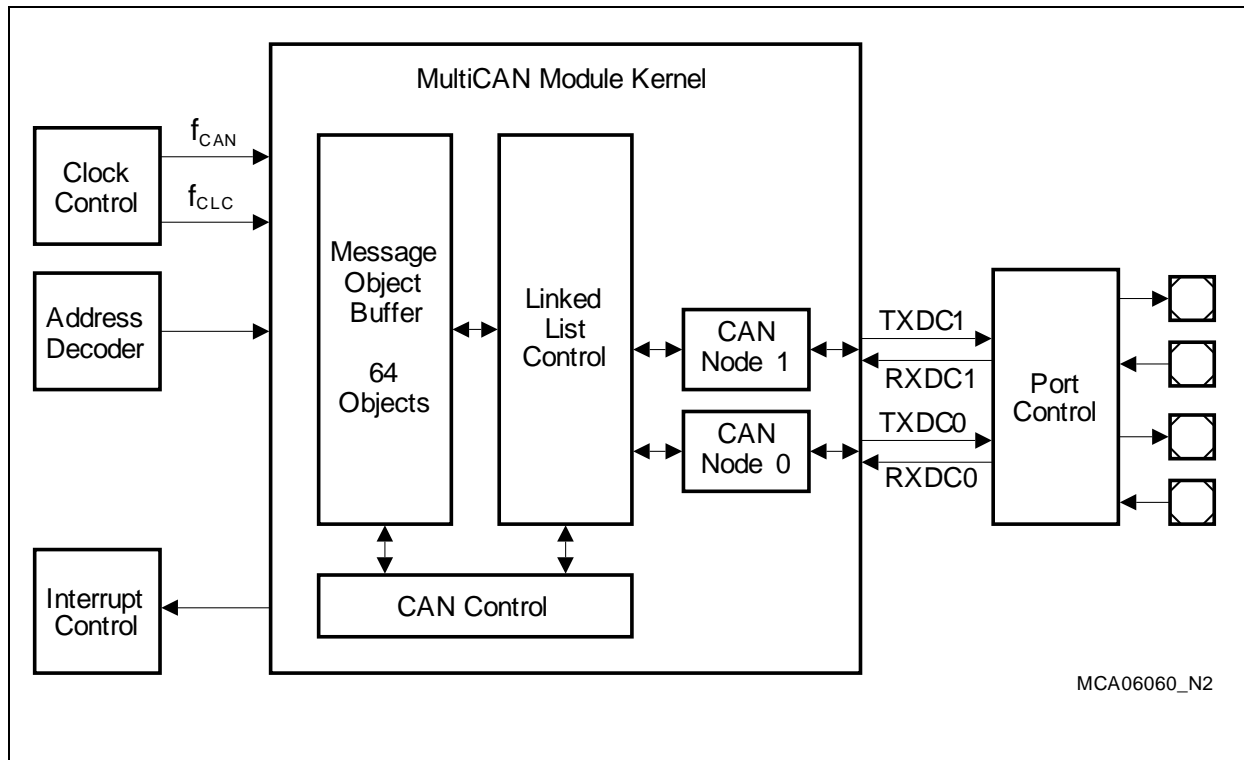 MultiCAN Module Kernel
fCAN
Clock
Control
fCLC
Address
Decoder
Interrupt
Control
Message
Object
Buffer
64
Objects
Linked
List
Control
CAN
Node 1
CAN
Node 0
CAN Control
TXDC1
RXDC1
TXDC0
RXDC0
Port
Control
MCA06060_N2